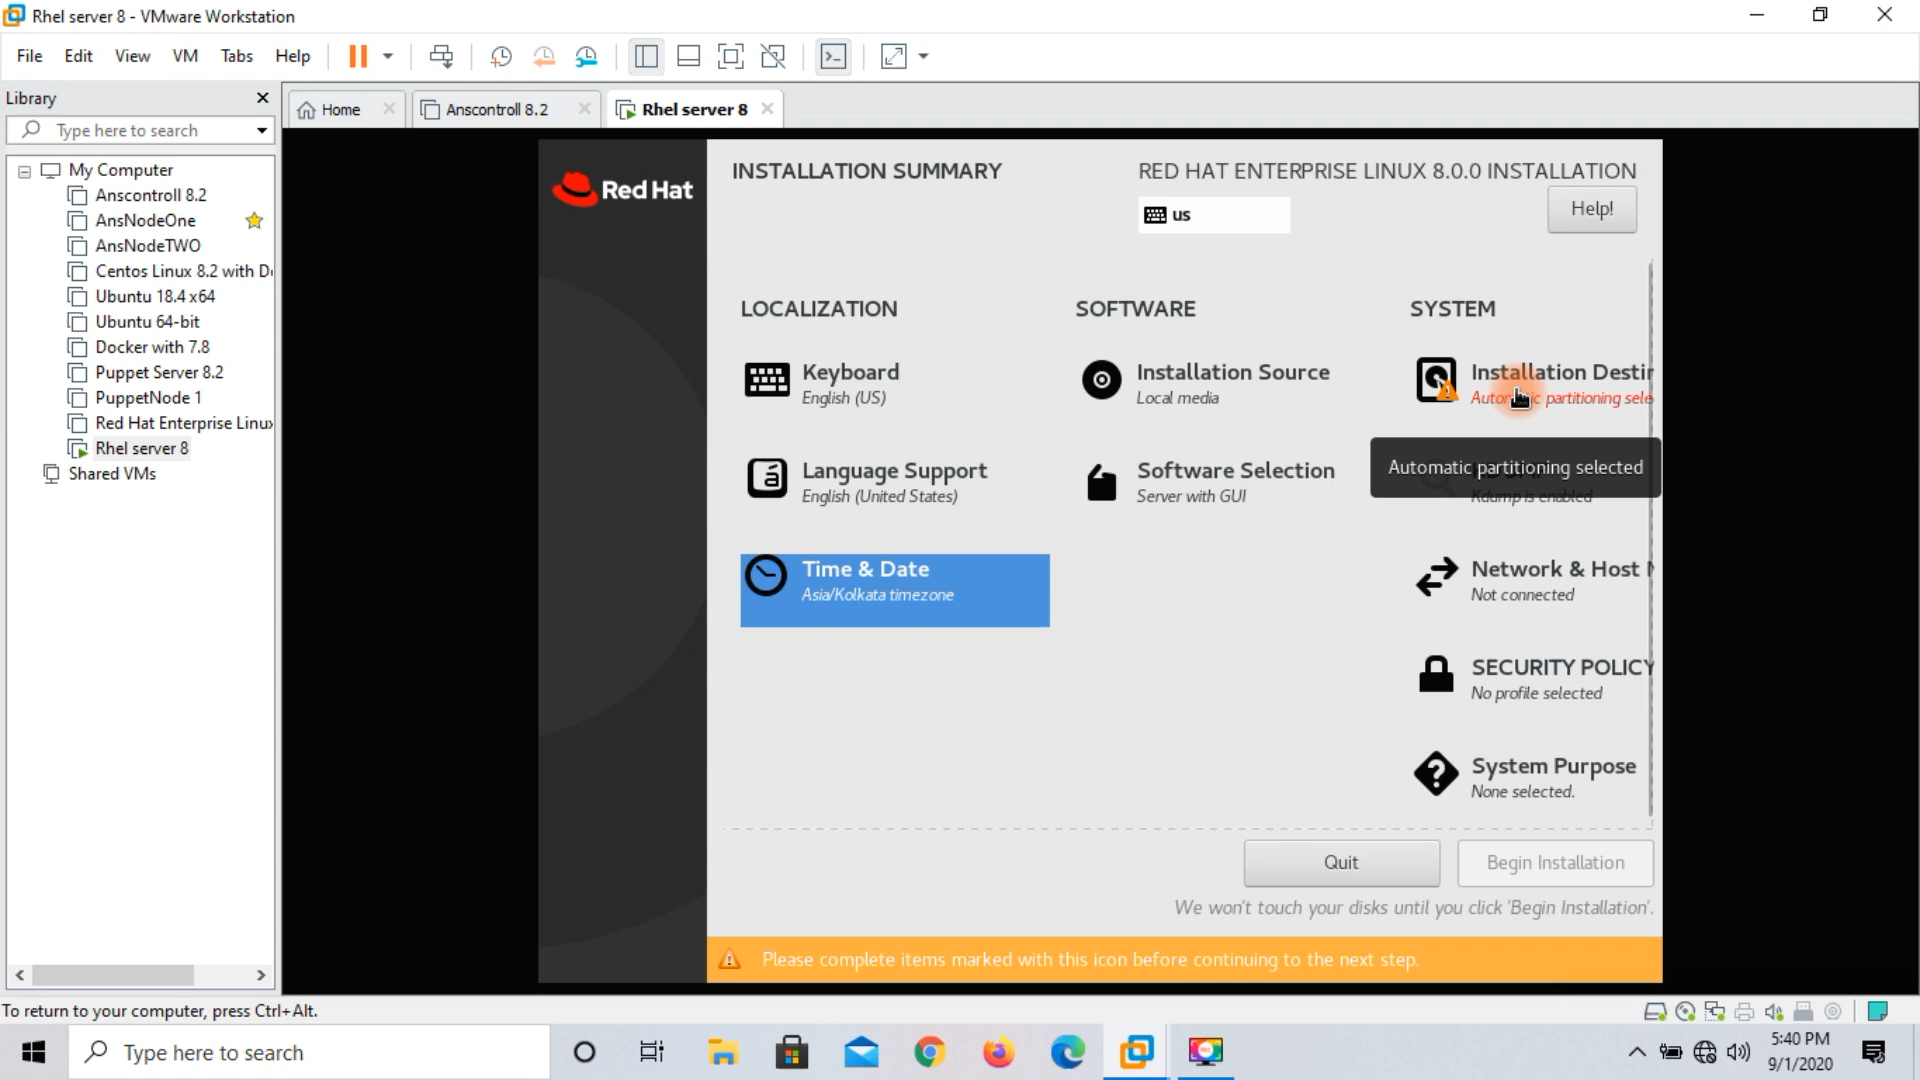 Rhel server 8 - VMware Workstation
File Edit View VM Tabs Help
Library
Type here to search
My Computer
Anscontroll 8.2
AnsNodeOne
AnsNodeTWO
Centos Linux 8.2 with D
Ubuntu 18.4 x64
Ubuntu 64-bit
Docker with 7.8
Puppet Server 8.2
PuppetNode 1
Red Hat Enterprise Linu
Rhel server 8
Shared VMs
Home
Anscontroll 8.2
Rhel server 8
Red Hat
INSTALLATION SUMMARY
RED HAT ENTERPRISE LINUX 8.0.0 INSTALLATION
us
Help!
LOCALIZATION
Keyboard
English (US)
Language Support
English (United States)
Time & Date
Asia/Kolkata timezone
SOFTWARE
Installation Source
Local media
Software Selection
Server with GUI
SYSTEM
Installation Destin
partitioning sele
Automatic partitioning selected
Kdump is enabled
Network & Host
Not connected
SECURITY POLICY
No profile selected
System Purpose
None selected.
Quit
Begin Installation
We won't touch your disks until you click 'Begin Installation'.
Please complete items marked with this icon before continuing to the next step.
To return to your computer, press Ctrl+Alt.
Type here to search
5:40 PM
9/1/2020